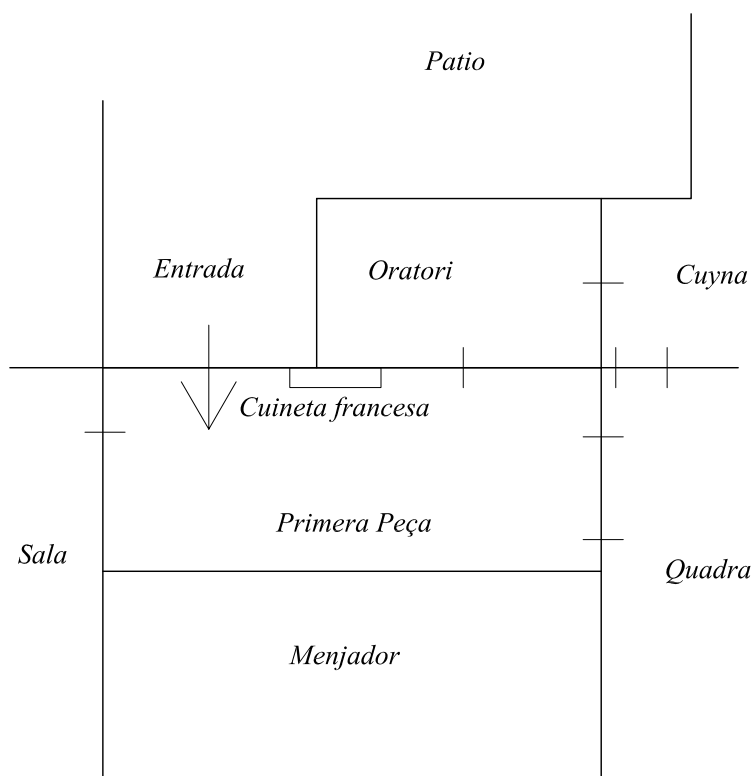 Patio
Entrada
Oratori
Cuyna
Cuineta francesa
Primera Peça
Sala
Quadra
Menjador